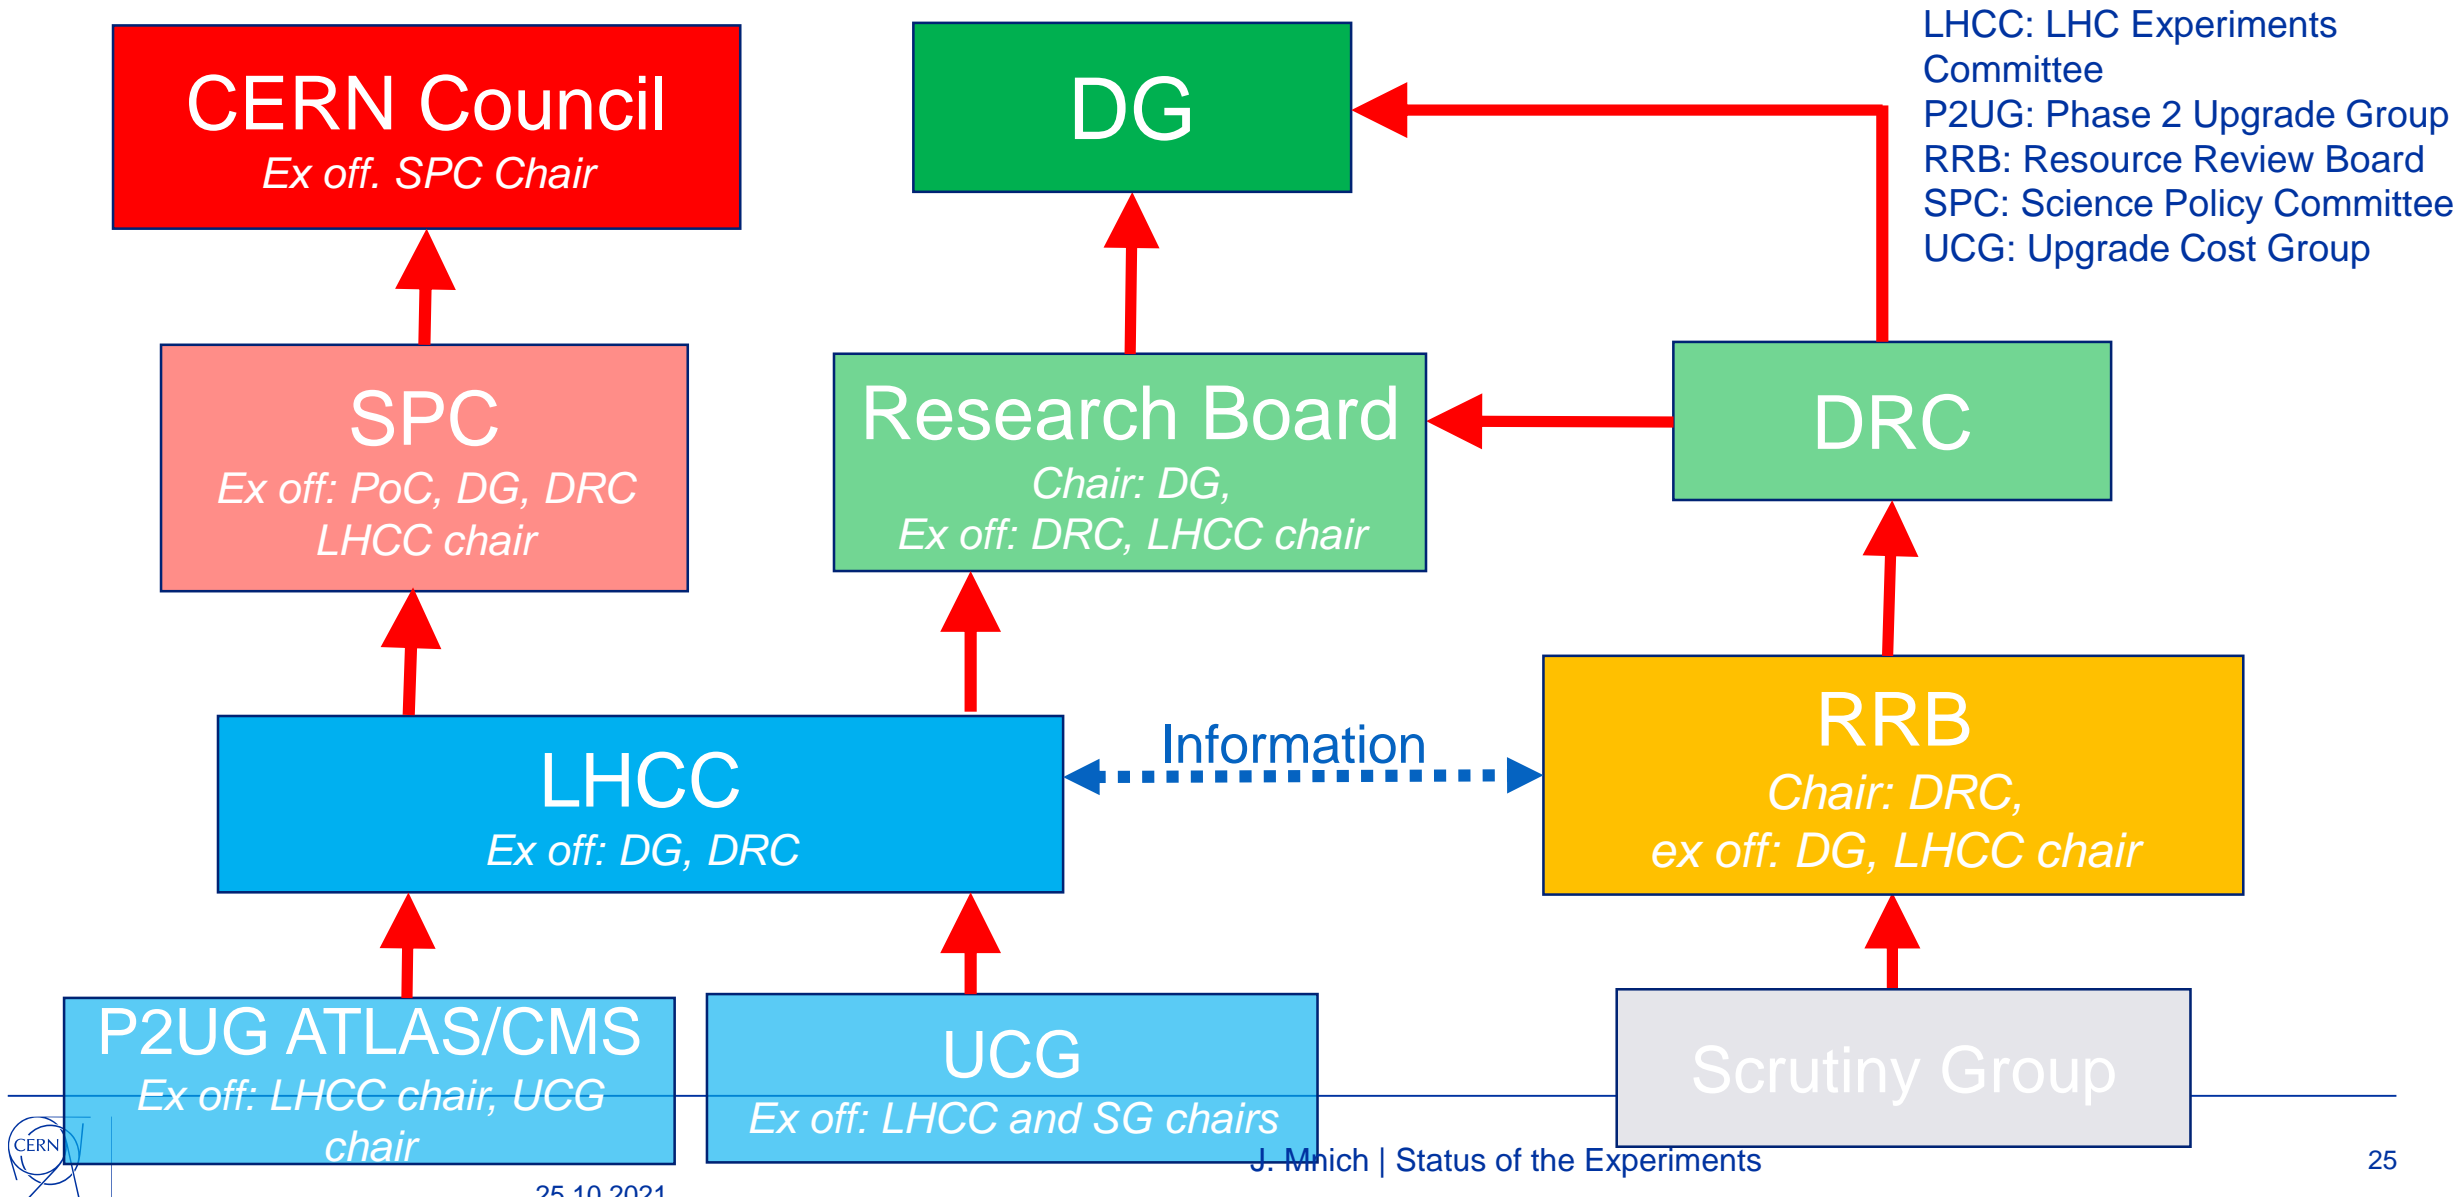 CERN Council
Ex off. SPC Chair
DG
LHCC: LHC Experiments
Committee
P2UG: Phase 2 Upgrade Group
RRB: Resource Review Board
SPC: Science Policy Committee
UCG: Upgrade Cost Group
SPC
Ex off: PoC, DG, DRC
LHCC chair
Research Board
Chair: DG,
Ex off: DRC, LHCC chair
DRC
LHCC
Ex off: DG, DRC
Information
RRB
Chair: DRC,
ex off: DG, LHCC chair
P2UG ATLAS/CMS
Ex off: LHCC chair, UCG
chair
UCG
Ex off: LHCC and SG chairs
Scrutiny Group
CERN
J. Mnich | Status of the Experiments
25
25.10.2021